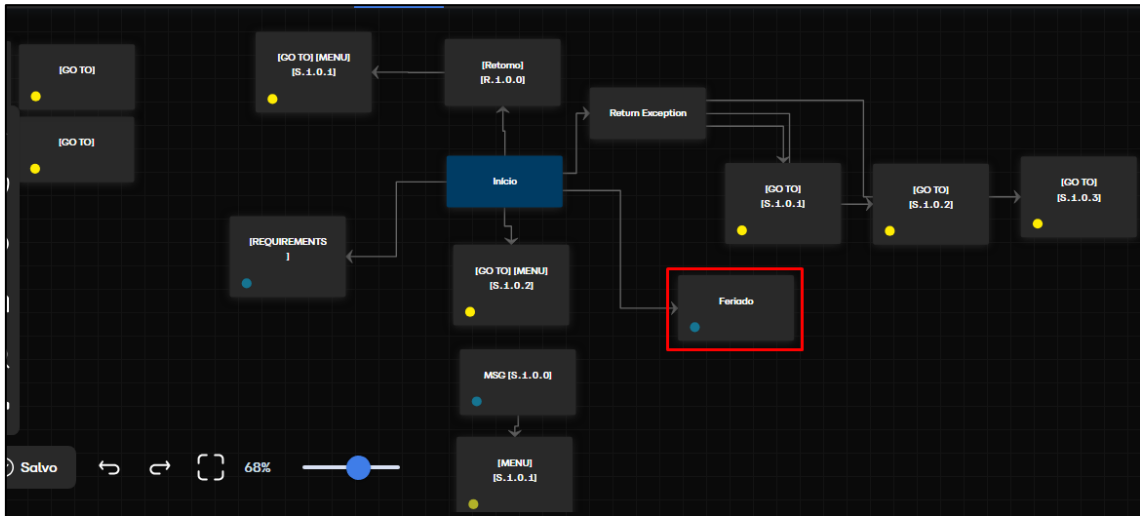 [GO TO]
[GO TO] [MENU]
[S.1.0.1]
[Retorno]
[R.1.0.0]
Return Exception
[GO TO]
Início
[GO TO]
[S.1.0.1]
[GO TO]
[S.1.0.2]
[GO TO]
[S.1.0.3]
[REQUIREMENTS
]
[GO TO] [MENU]
[S.1.0.2]
Feriado
MSG [S.1.0.0]
[MENU]
[S.1.0.1]
Salvo
68%